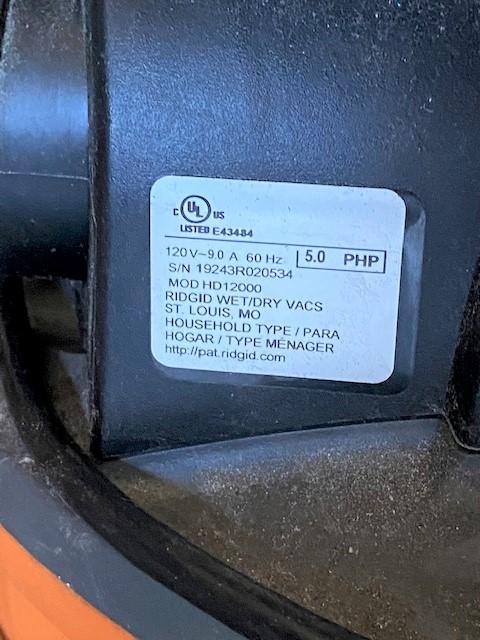 C UL US
LISTED E43484
120V~9.0 A 60 Hz 5.0 PHP
S/N 19243R020534
MOD HD12000
RIDGID WET/DRY VACS
ST. LOUIS, MO
HOUSEHOLD TYPE / PARA
HOGAR / TYPE MÉNAGER
http://pat.ridgid.com